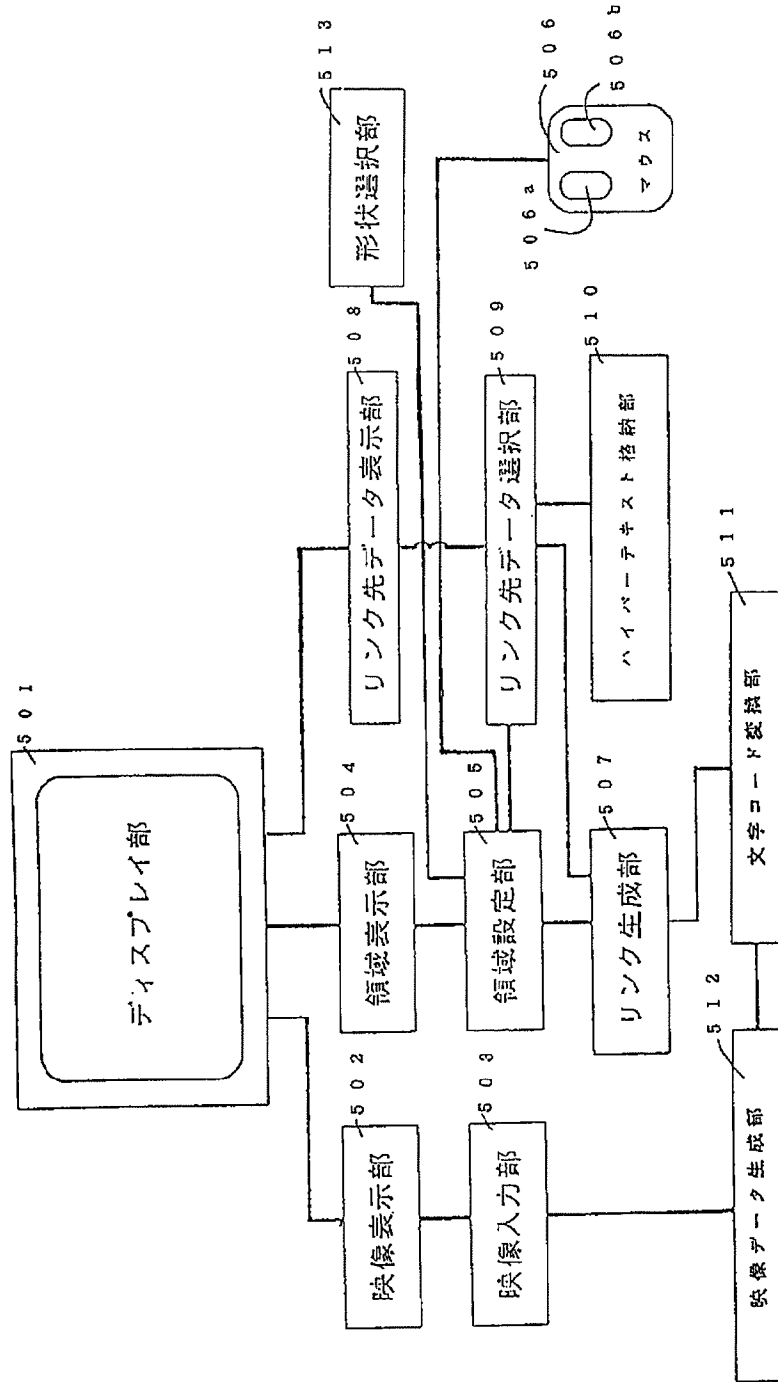 501
ディスプレイ部
502
映像表示部
504
領域表示部
508
リンク先データ表示部
513
形状選択部
503
映像入力部
505
領域設定部
509
リンク先データ選択部
506a
506
506b
マウス
507
リンク生成部
510
ハイパーテキスト格納部
512
映像データ生成部
511
文字コード変換部